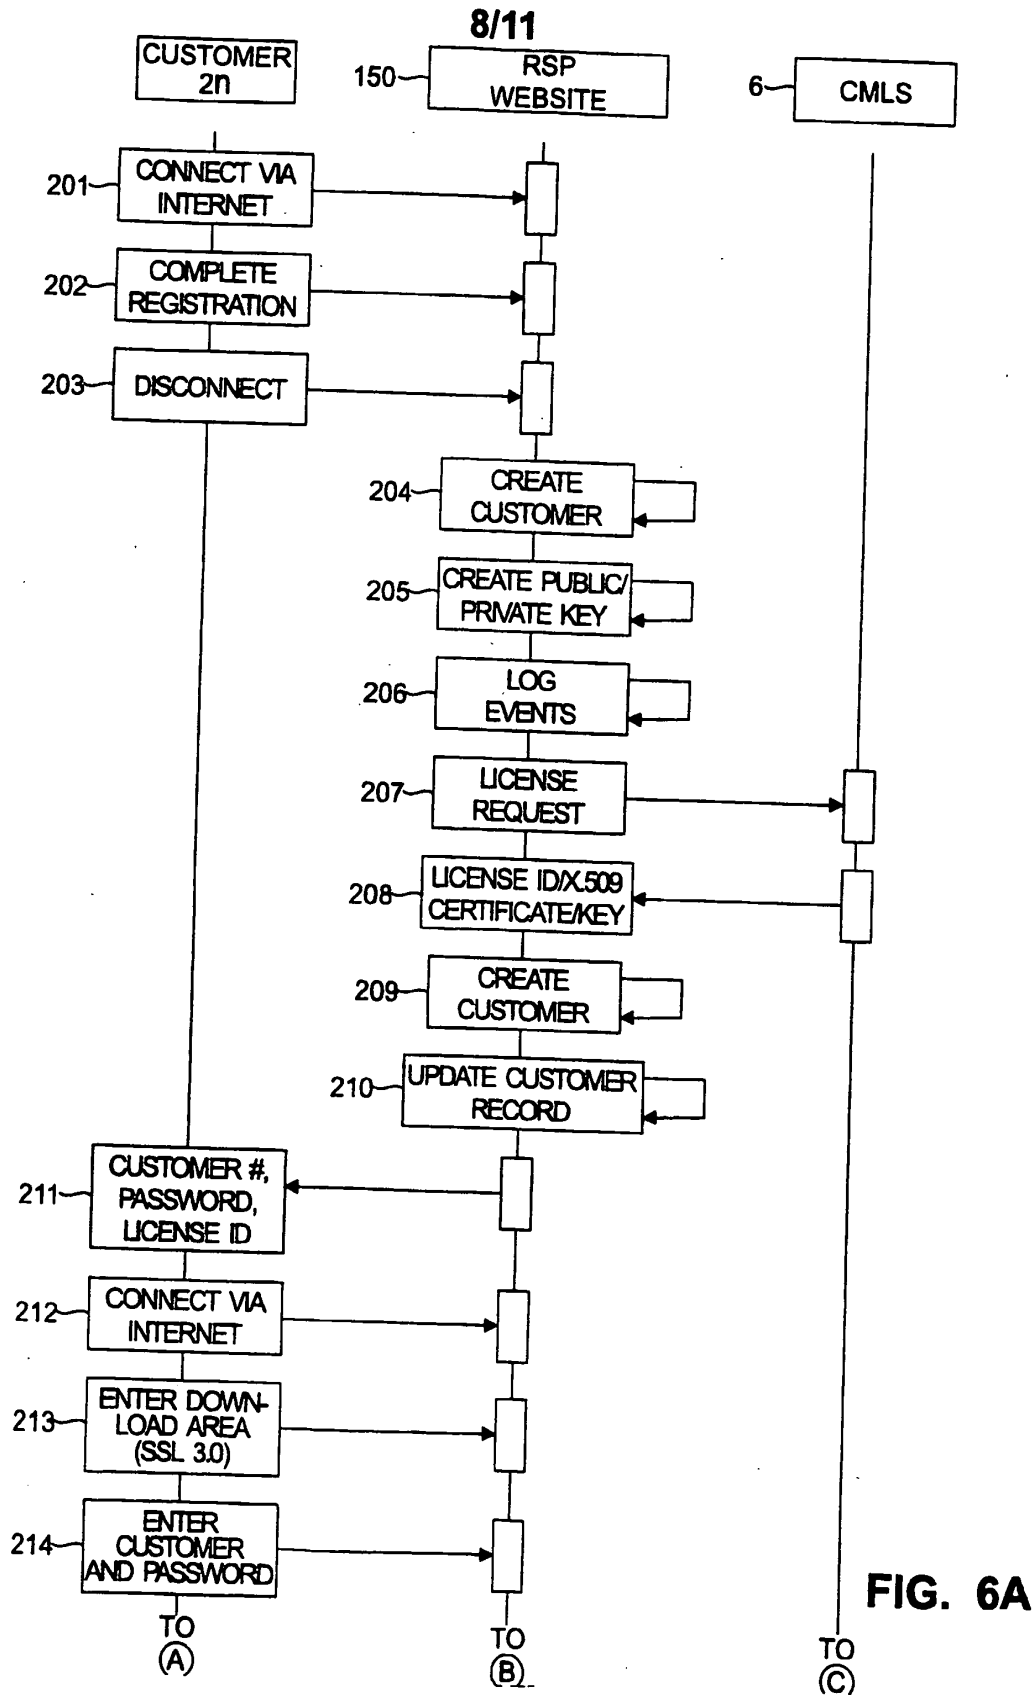 8/11
CUSTOMER
2n
150
RSP
WEBSITE
6
CMLS
201
CONNECT VIA
INTERNET
202
COMPLETE
REGISTRATION
203
DISCONNECT
204
CREATE
CUSTOMER
205
CREATE PUBLIC/
PRIVATE KEY
206
LOG
EVENTS
207
LICENSE
REQUEST
208
LICENSE ID/X.509
CERTIFICATE/KEY
209
CREATE
CUSTOMER
210
UPDATE CUSTOMER
RECORD
211
CUSTOMER #,
PASSWORD,
LICENSE ID
212
CONNECT VIA
INTERNET
213
ENTER DOWN-
LOAD AREA
(SSL 3.0)
214
ENTER
CUSTOMER
AND PASSWORD
TO
A
TO
B
TO
C
FIG. 6A